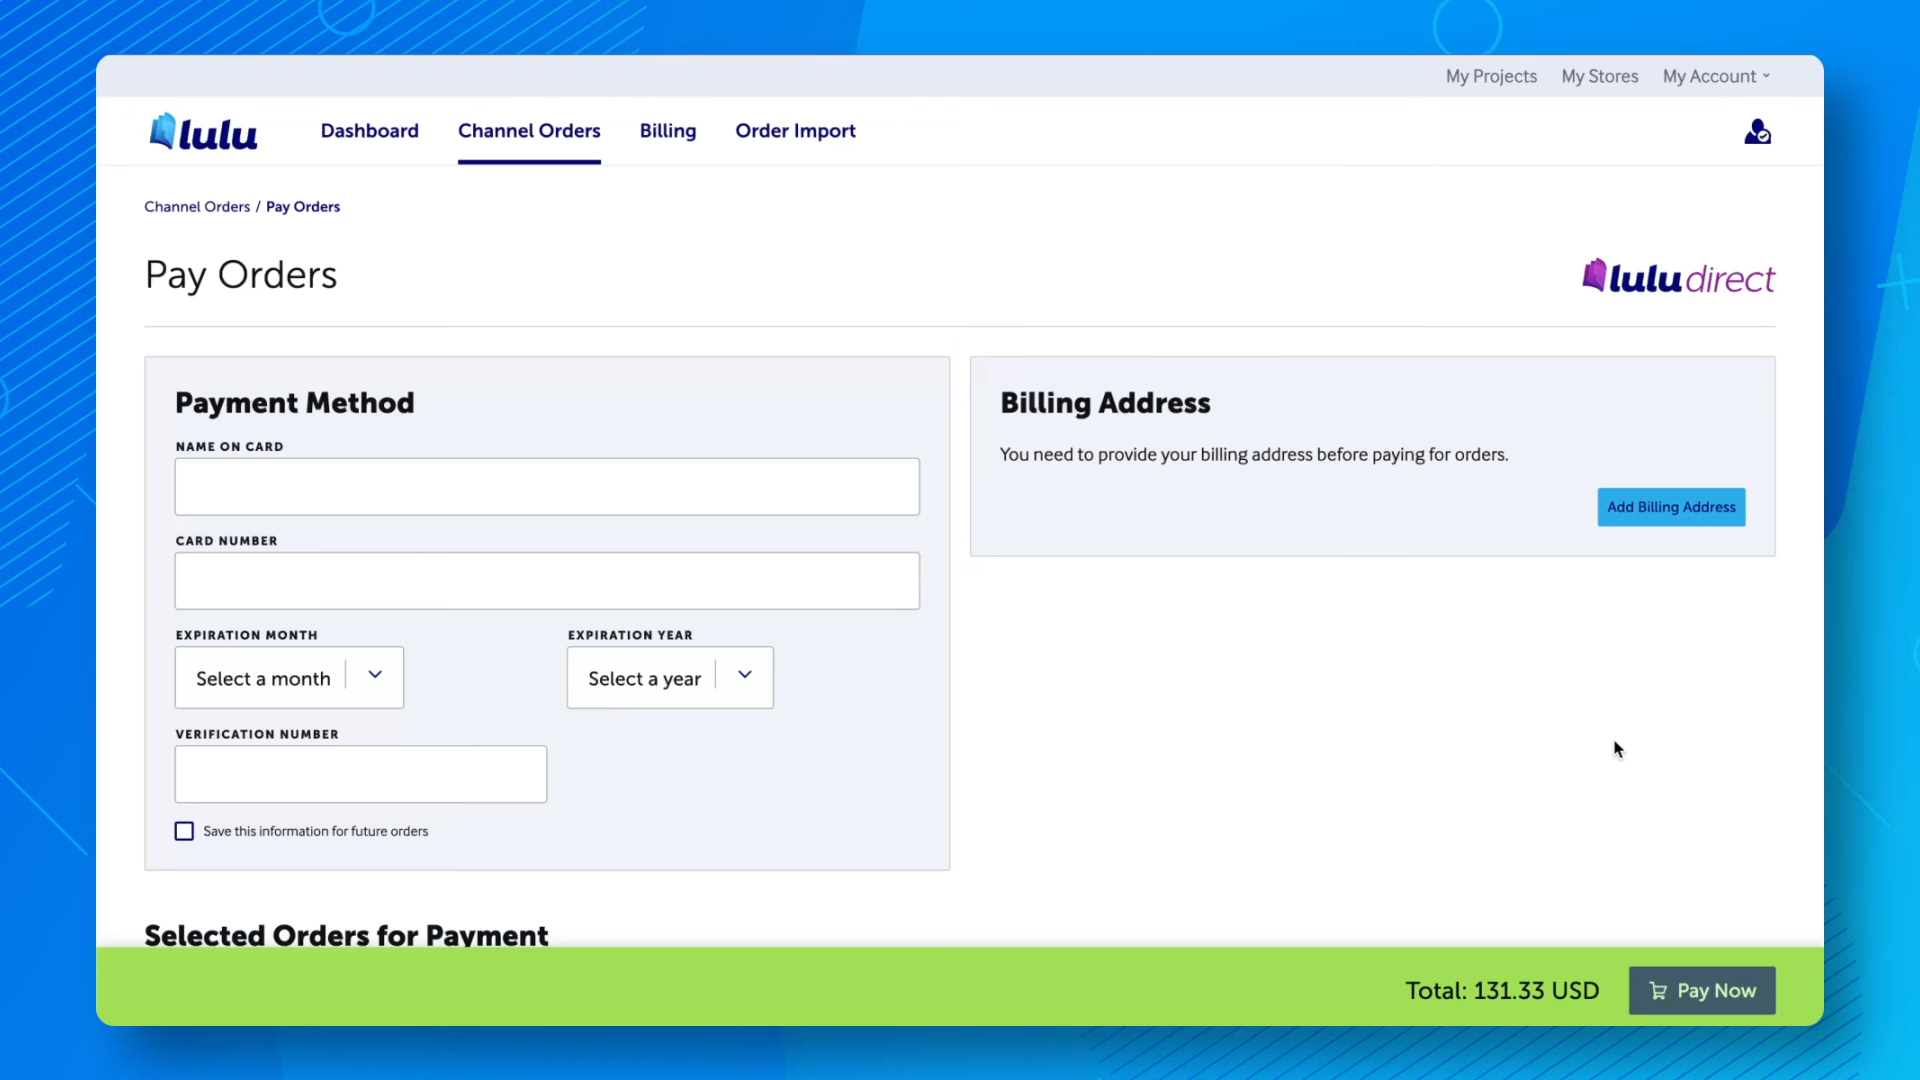 My Projects My Stores My Account
lulu Dashboard Channel Orders Billing Order Import
Channel Orders / Pay Orders
Pay Orders
lulu direct
Payment Method
NAME ON CARD
CARD NUMBER
EXPIRATION MONTH EXPIRATION YEAR
Select a month Select a year
VERIFICATION NUMBER
Save this information for future orders
Billing Address
You need to provide your billing address before paying for orders.
Add Billing Address
Selected Orders for Payment
Total: 131.33 USD Pay Now